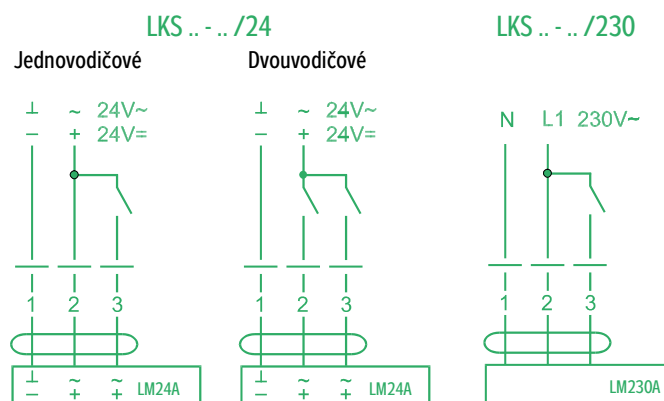 LKS .. - .. /24
LKS .. - .. /230
Jednovodičové
Dvouvodičové
⊥ ~ 24V~
− + 24V=
⊥ ~ 24V~
− + 24V=
N L1 230V~
1 2 3
1 2 3
1 2 3
⊥ ~ ~
− + + LM24A
⊥ ~ ~
− + + LM24A
LM230A